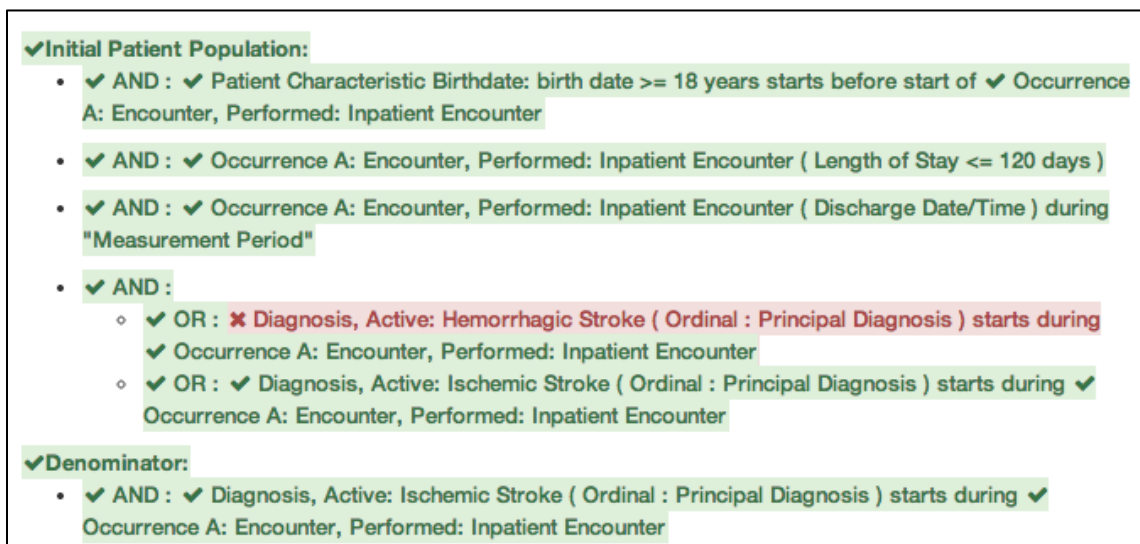 ✔Initial Patient Population:
• ✔ AND : ✔ Patient Characteristic Birthdate: birth date >= 18 years starts before start of ✔ Occurrence
A: Encounter, Performed: Inpatient Encounter
• ✔ AND : ✔ Occurrence A: Encounter, Performed: Inpatient Encounter ( Length of Stay <= 120 days )
• ✔ AND : ✔ Occurrence A: Encounter, Performed: Inpatient Encounter ( Discharge Date/Time ) during
"Measurement Period"
• ✔ AND :
◦ ✔ OR : ✖ Diagnosis, Active: Hemorrhagic Stroke ( Ordinal : Principal Diagnosis ) starts during
✔ Occurrence A: Encounter, Performed: Inpatient Encounter
◦ ✔ OR : ✔ Diagnosis, Active: Ischemic Stroke ( Ordinal : Principal Diagnosis ) starts during ✔
Occurrence A: Encounter, Performed: Inpatient Encounter
✔Denominator:
• ✔ AND : ✔ Diagnosis, Active: Ischemic Stroke ( Ordinal : Principal Diagnosis ) starts during ✔
Occurrence A: Encounter, Performed: Inpatient Encounter